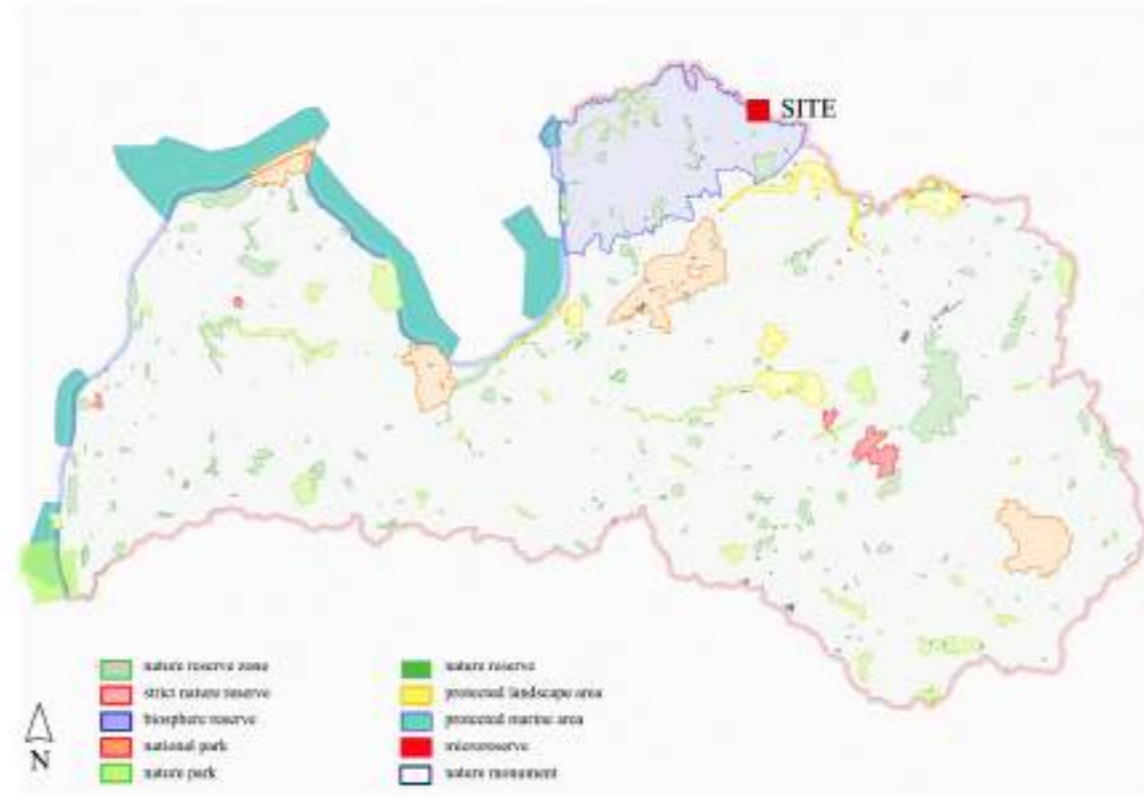 SITE
nature reserve zone
strict nature reserve
biosphere reserve
national park
nature park
nature reserve
protected landscape area
protected marine area
microreserve
nature monument
N